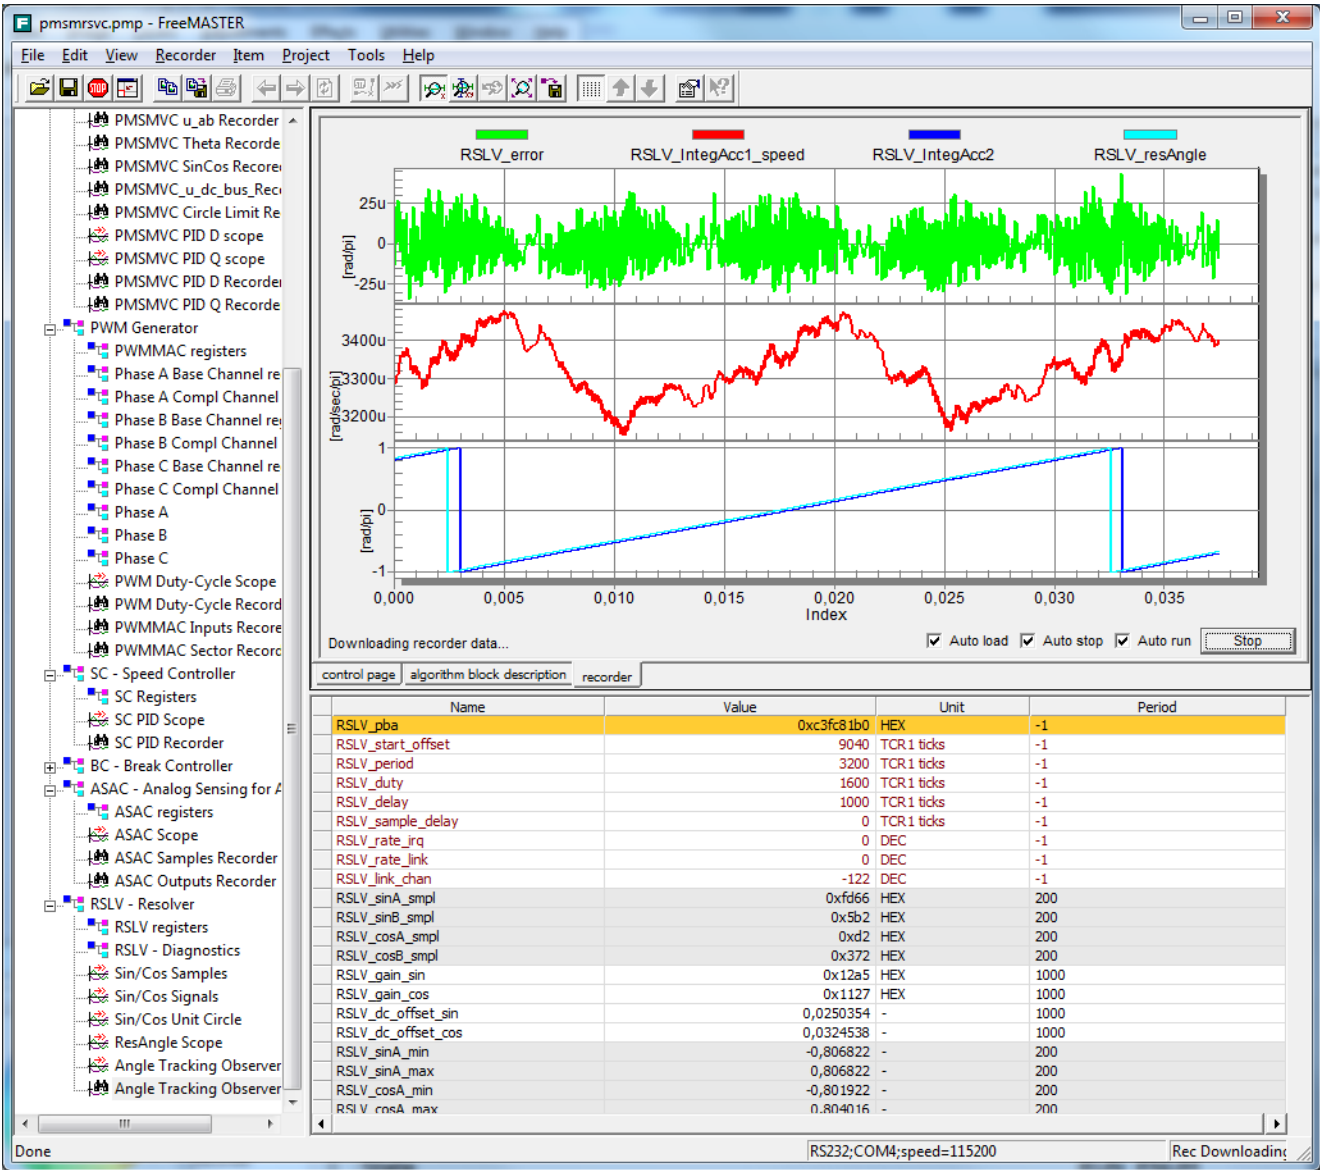 pmsmrsvc.pmp - FreeMASTER
File Edit View Recorder Item Project Tools Help
PMSMVC u_ab Recorder
PMSMVC Theta Recorde
PMSMVC SinCos Recore
PMSMVC_u_dc_bus_Rec
PMSMVC Circle Limit Re
PMSMVC PID D scope
PMSMVC PID Q scope
PMSMVC PID D Recorder
PMSMVC PID Q Recorde
PWM Generator
PWMMAC registers
Phase A Base Channel re
Phase A Compl Channel
Phase B Base Channel re
Phase B Compl Channel
Phase C Base Channel re
Phase C Compl Channel
Phase A
Phase B
Phase C
PWM Duty-Cycle Scope
PWM Duty-Cycle Record
PWMMAC Inputs Recore
PWMMAC Sector Record
SC - Speed Controller
SC Registers
SC PID Scope
SC PID Recorder
BC - Break Controller
ASAC - Analog Sensing for A
ASAC registers
ASAC Scope
ASAC Samples Recorder
ASAC Outputs Recorder
RSLV - Resolver
RSLV registers
RSLV - Diagnostics
Sin/Cos Samples
Sin/Cos Signals
Sin/Cos Unit Circle
ResAngle Scope
Angle Tracking Observer
Angle Tracking Observer
RSLV_error RSLV_IntegAcc1_speed RSLV_IntegAcc2 RSLV_resAngle
[rad/pi]
25u
0
-25u
[rad/sec/pi]
3400u
3300u
3200u
[rad/pi]
1
0
-1
0,000 0,005 0,010 0,015 0,020 0,025 0,030 0,035
Index
Downloading recorder data... Auto load Auto stop Auto run Stop
control page algorithm block description recorder
Name Value Unit Period
RSLV_pba 0xc3fc81b0 HEX -1
RSLV_start_offset 9040 TCR1 ticks -1
RSLV_period 3200 TCR1 ticks -1
RSLV_duty 1600 TCR1 ticks -1
RSLV_delay 1000 TCR1 ticks -1
RSLV_sample_delay 0 TCR1 ticks -1
RSLV_rate_irq 0 DEC -1
RSLV_rate_link 0 DEC -1
RSLV_link_chan -122 DEC -1
RSLV_sinA_smpl 0xfd66 HEX 200
RSLV_sinB_smpl 0x5b2 HEX 200
RSLV_cosA_smpl 0xd2 HEX 200
RSLV_cosB_smpl 0x372 HEX 200
RSLV_gain_sin 0x12a5 HEX 1000
RSLV_gain_cos 0x1127 HEX 1000
RSLV_dc_offset_sin 0,0250354 - 1000
RSLV_dc_offset_cos 0,0324538 - 1000
RSLV_sinA_min -0,806822 - 200
RSLV_sinA_max 0,806822 - 200
RSLV_cosA_min -0,801922 - 200
RSLV_cosA_max 0,804016 - 200
Done RS232;COM4;speed=115200 Rec Downloading